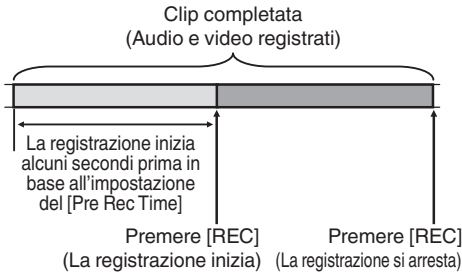 Clip completata
(Audio e video registrati)
La registrazione inizia
alcuni secondi prima in
base all'impostazione
del [Pre Rec Time]
Premere [REC]
(La registrazione inizia)
Premere [REC]
(La registrazione si arresta)